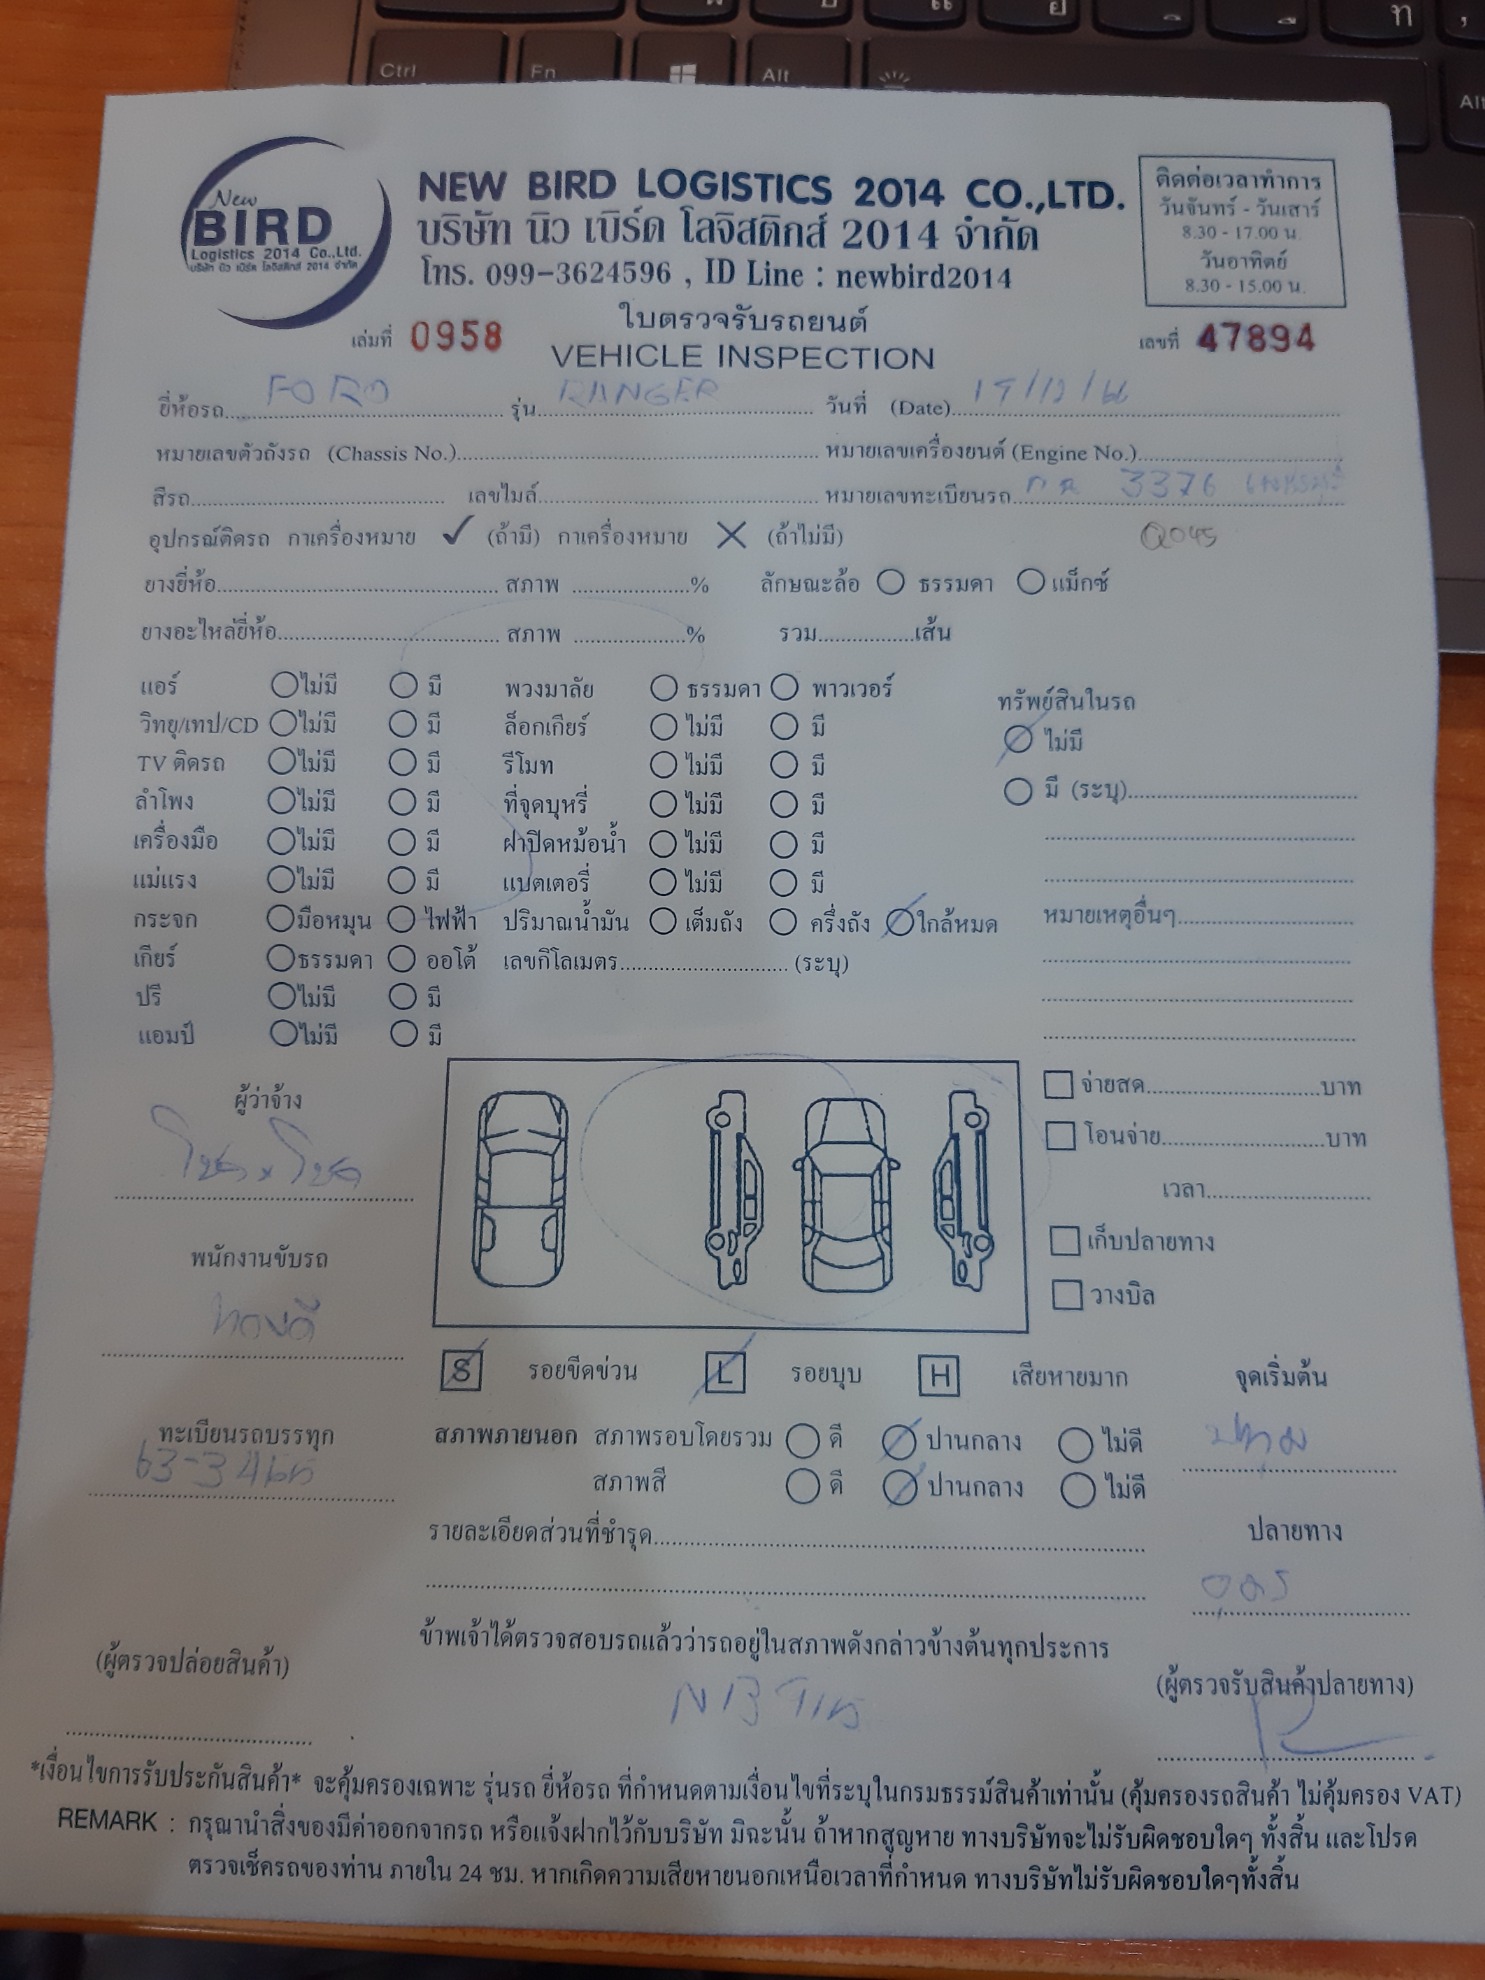 Ctrl Fn Alt Alt
New
BIRD
Logistics 2014 Co.,Ltd.
บริษัท นิว เบิร์ด โลจิสติกส์ 2014 จำกัด
NEW BIRD LOGISTICS 2014 CO.,LTD.
บริษัท นิว เบิร์ด โลจิสติกส์ 2014 จำกัด
โทร. 099-3624596 , ID Line : newbird2014
ติดต่อเวลาทำการ
วันจันทร์ - วันเสาร์
8.30 - 17.00 น.
วันอาทิตย์
8.30 - 15.00 น.
ใบตรวจรับรถยนต์
เล่มที่ 0958 VEHICLE INSPECTION เลขที่ 47894
ยี่ห้อรถ FORD รุ่น RANGER วันที่ (Date) 19/12/66
หมายเลขตัวถังรถ (Chassis No.) หมายเลขเครื่องยนต์ (Engine No.)
สีรถ เลขไมล์ หมายเลขทะเบียนรถ 3376
อุปกรณ์ติดรถ กาเครื่องหมาย ✓ (ถ้ามี) กาเครื่องหมาย ✕ (ถ้าไม่มี) Q045
ยางยี่ห้อ สภาพ % ลักษณะล้อ ธรรมดา แม็กซ์
ยางอะไหล่ยี่ห้อ สภาพ % รวม เส้น
แอร์ ไม่มี มี พวงมาลัย ธรรมดา พาวเวอร์ ทรัพย์สินในรถ
วิทยุ/เทป/CD ไม่มี มี ล็อกเกียร์ ไม่มี มี ไม่มี
TV ติดรถ ไม่มี มี รีโมท ไม่มี มี มี (ระบุ)
ลำโพง ไม่มี มี ที่จุดบุหรี่ ไม่มี มี
เครื่องมือ ไม่มี มี ฝาปิดหม้อน้ำ ไม่มี มี
แม่แรง ไม่มี มี แบตเตอรี่ ไม่มี มี
กระจก มือหมุน ไฟฟ้า ปริมาณน้ำมัน เต็มถัง ครึ่งถัง ใกล้หมด หมายเหตุอื่นๆ
เกียร์ ธรรมดา ออโต้ เลขกิโลเมตร (ระบุ)
ปรี ไม่มี มี
แอมป์ ไม่มี มี
ผู้ว่าจ้าง จ่ายสด บาท
โอนจ่าย บาท
เวลา
พนักงานขับรถ เก็บปลายทาง
ทองดี วางบิล
S รอยขีดข่วน L รอยบุบ H เสียหายมาก จุดเริ่มต้น
ทะเบียนรถบรรทุก สภาพภายนอก สภาพรอบโดยรวม ดี ปานกลาง ไม่ดี ปทุม
สภาพสี ดี ปานกลาง ไม่ดี
รายละเอียดส่วนที่ชำรุด ปลายทาง
อุดร
ข้าพเจ้าได้ตรวจสอบรถแล้วว่ารถอยู่ในสภาพดังกล่าวข้างต้นทุกประการ
(ผู้ตรวจปล่อยสินค้า) (ผู้ตรวจรับสินค้าปลายทาง)
*เงื่อนไขการรับประกันสินค้า* จะคุ้มครองเฉพาะ รุ่นรถ ยี่ห้อรถ ที่กำหนดตามเงื่อนไขที่ระบุในกรมธรรม์สินค้าเท่านั้น (คุ้มครองรถสินค้า ไม่คุ้มครอง VAT)
REMARK : กรุณานำสิ่งของมีค่าออกจากรถ หรือแจ้งฝากไว้กับบริษัท มิฉะนั้น ถ้าหากสูญหาย ทางบริษัทจะไม่รับผิดชอบใดๆ ทั้งสิ้น และโปรด
ตรวจเช็ครถของท่าน ภายใน 24 ชม. หากเกิดความเสียหายนอกเหนือเวลาที่กำหนด ทางบริษัทไม่รับผิดชอบใดๆทั้งสิ้น